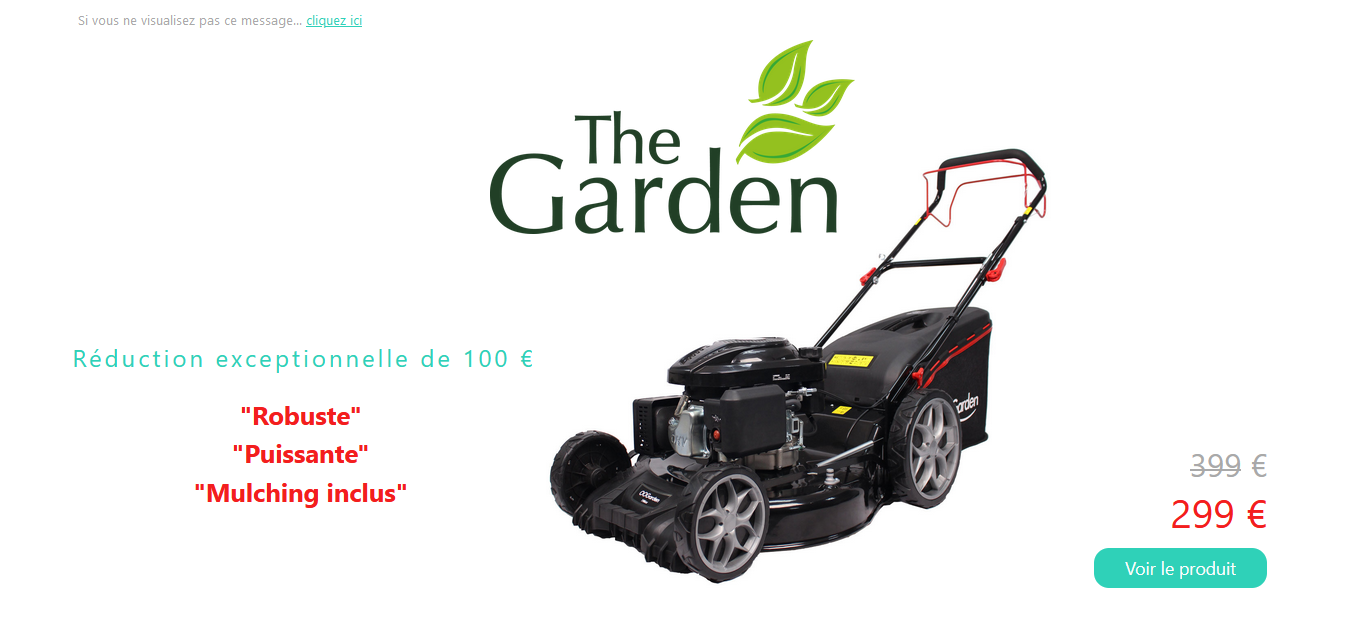 Si vous ne visualisez pas ce message... cliquez ici
The
Garden
Réduction exceptionnelle de 100 €
"Robuste"
"Puissante"
"Mulching inclus"
Garden
399 €
299 €
Voir le produit